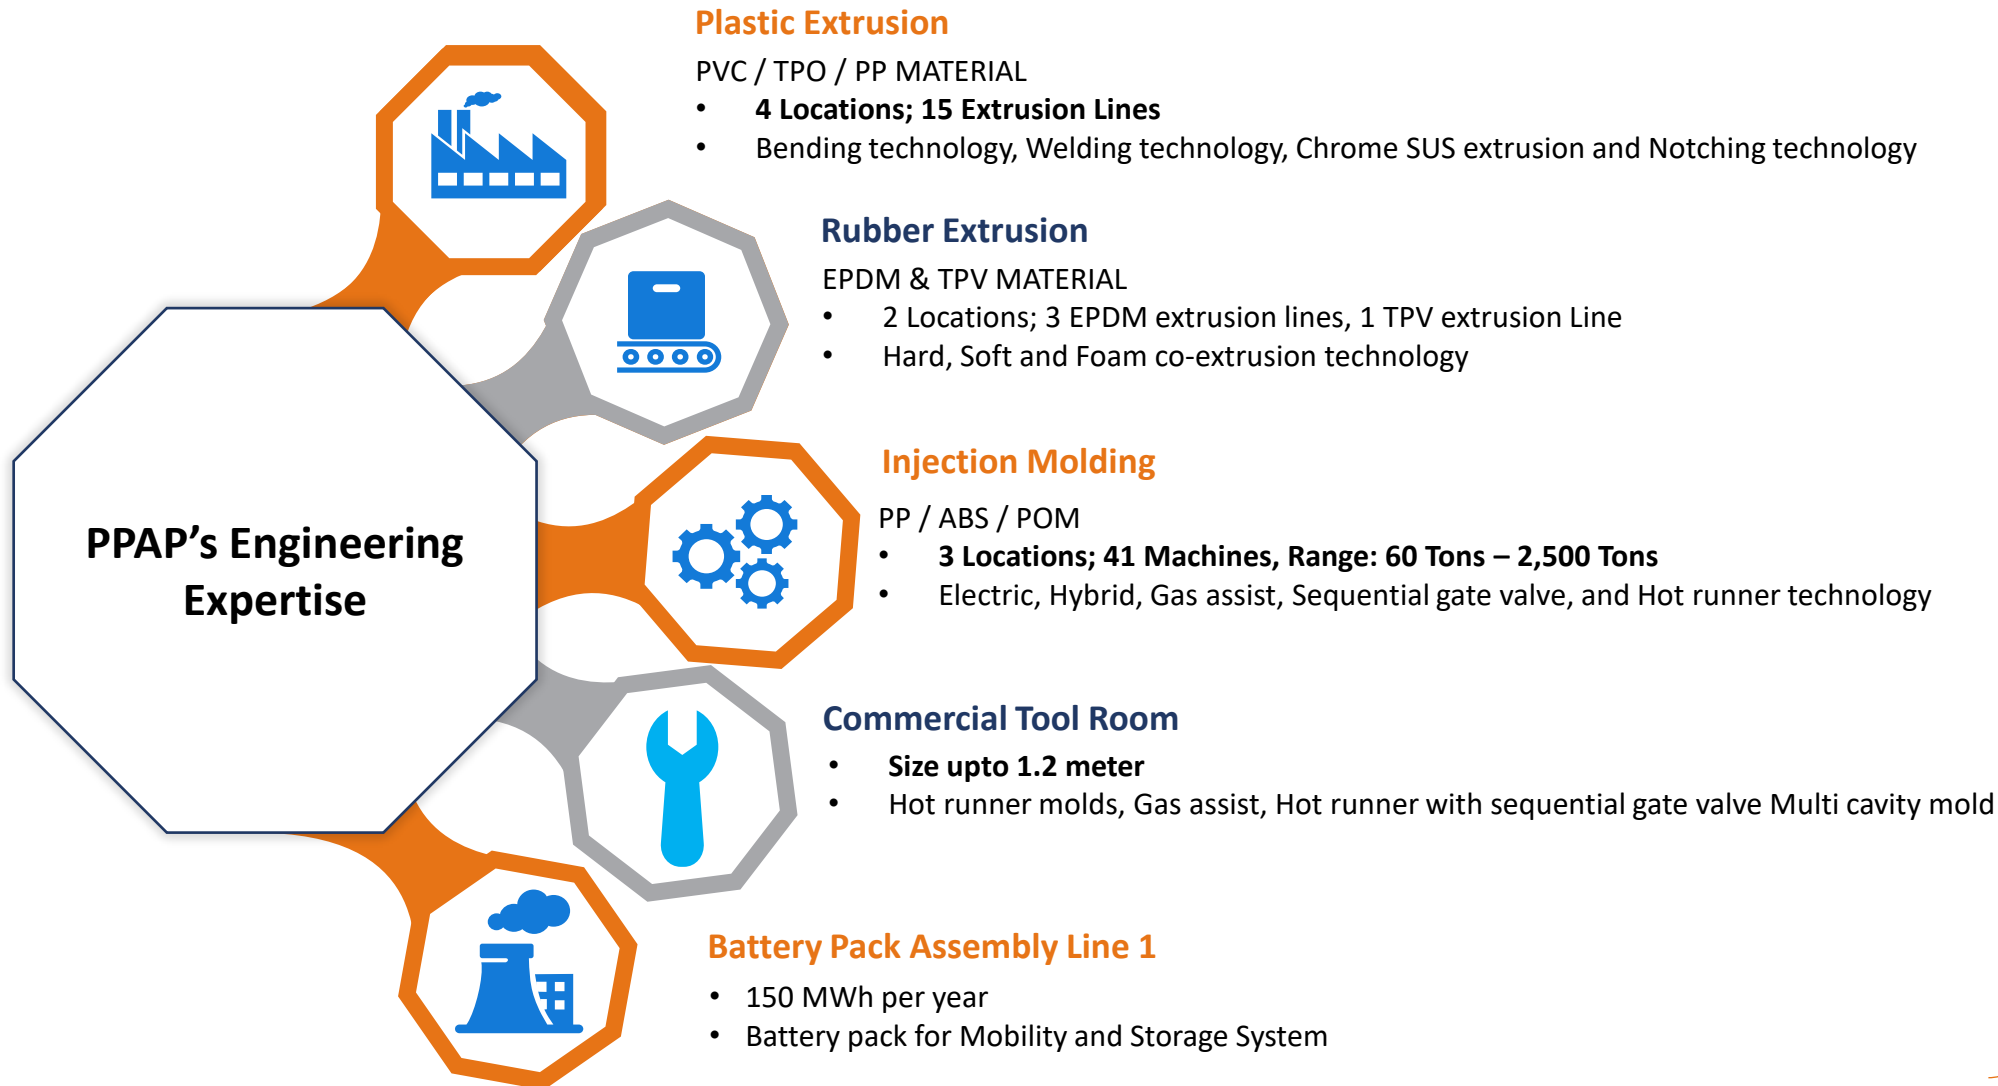 Plastic Extrusion
PVC / TPO / PP MATERIAL
• 4 Locations; 15 Extrusion Lines
• Bending technology, Welding technology, Chrome SUS extrusion and Notching technology
Rubber Extrusion
EPDM & TPV MATERIAL
• 2 Locations; 3 EPDM extrusion lines, 1 TPV extrusion Line
• Hard, Soft and Foam co-extrusion technology
Injection Molding
PP / ABS / POM
• 3 Locations; 41 Machines, Range: 60 Tons – 2,500 Tons
• Electric, Hybrid, Gas assist, Sequential gate valve, and Hot runner technology
PPAP’s Engineering
Expertise
Commercial Tool Room
• Size upto 1.2 meter
• Hot runner molds, Gas assist, Hot runner with sequential gate valve Multi cavity mold
Battery Pack Assembly Line 1
• 150 MWh per year
• Battery pack for Mobility and Storage System